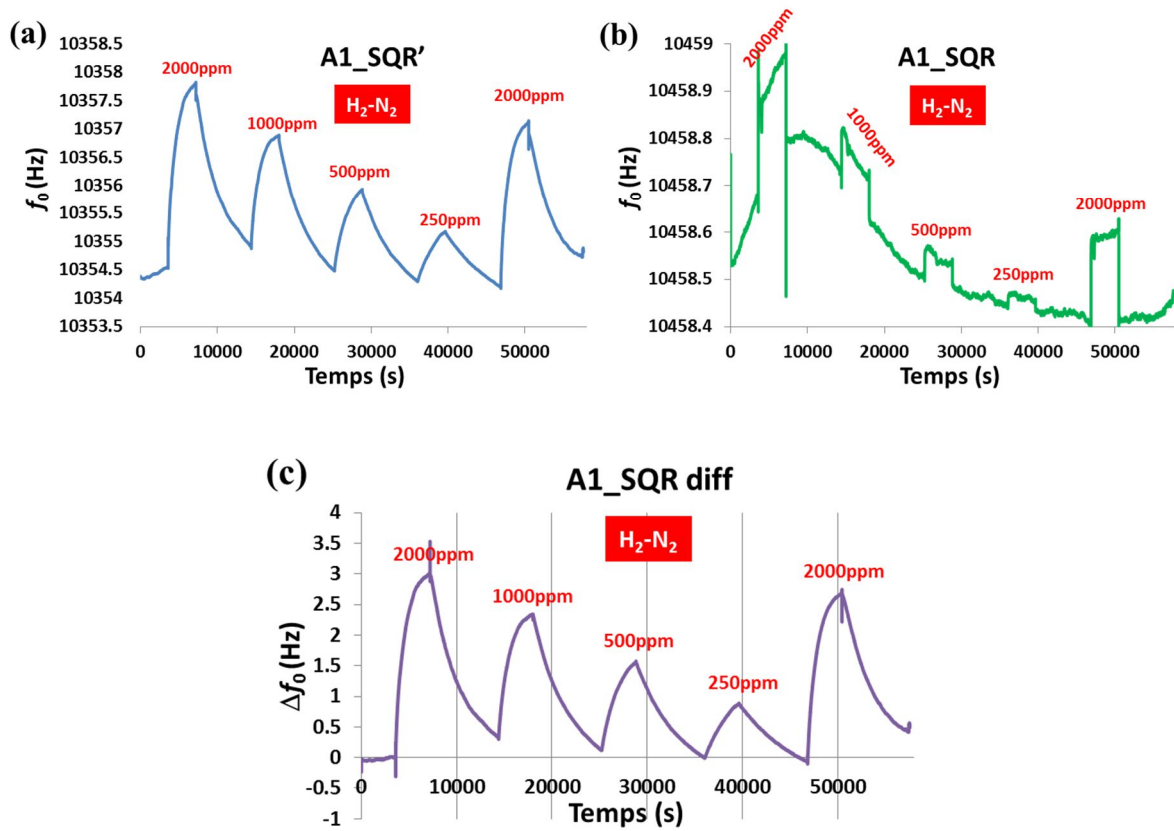 (a)
A1_SQR’
H₂-N₂
f₀ (Hz)
10358.5
10358
10357.5
10357
10356.5
10356
10355.5
10355
10354.5
10354
10353.5
2000ppm
1000ppm
500ppm
250ppm
2000ppm
0 10000 20000 30000 40000 50000
Temps (s)
(b)
A1_SQR
H₂-N₂
f₀ (Hz)
10459
10458.9
10458.8
10458.7
10458.6
10458.5
10458.4
2000ppm
1000ppm
500ppm
250ppm
2000ppm
0 10000 20000 30000 40000 50000
Temps (s)
(c)
A1_SQR diff
H₂-N₂
Δf₀ (Hz)
4
3.5
3
2.5
2
1.5
1
0.5
0
-0.5
-1
2000ppm
1000ppm
500ppm
250ppm
2000ppm
0 10000 20000 30000 40000 50000
Temps (s)